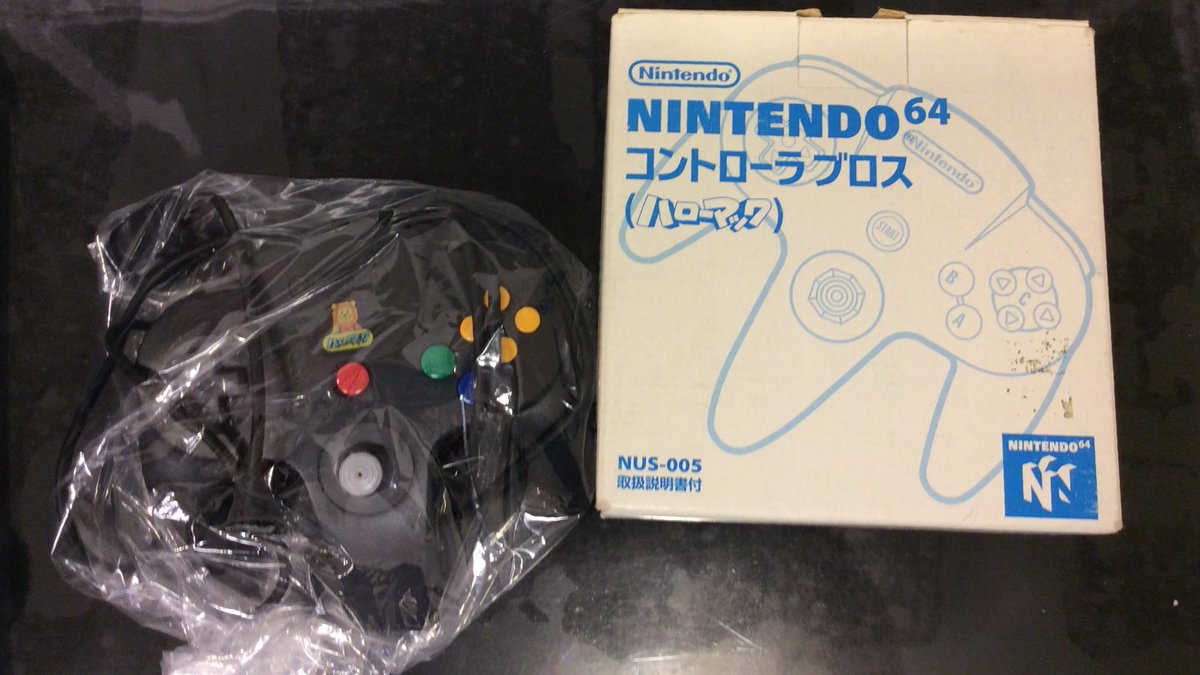 Nintendo®
NINTENDO64
コントローラ ブロス
(ハローマック)
Nintendo®
START
B
A
C
NUS-005
取扱説明書付
NINTENDO64
ハローマック